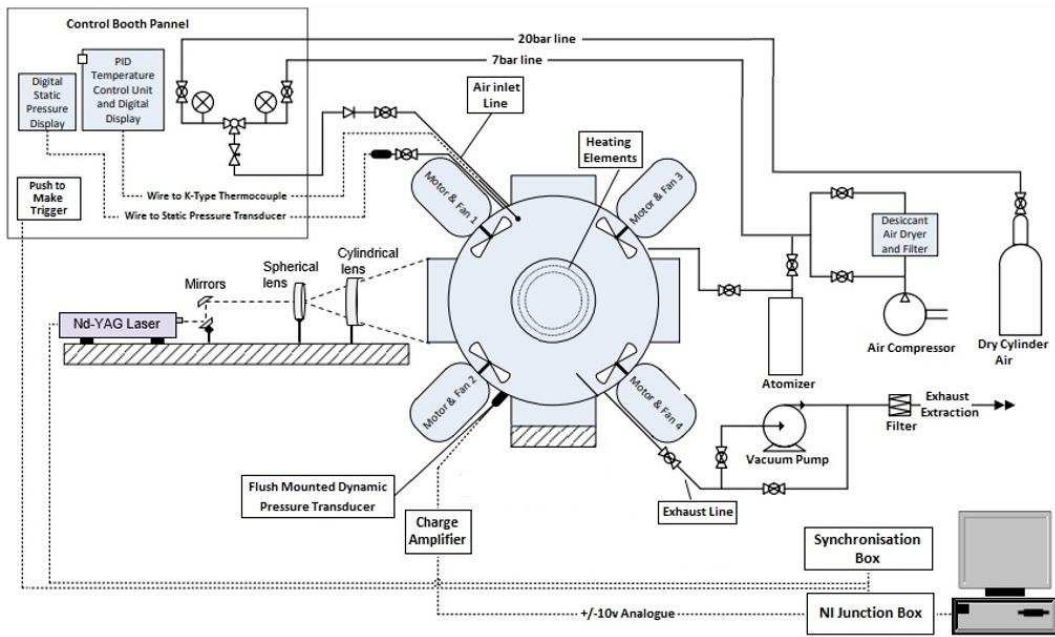 Control Booth Pannel
20bar line
7bar line
Digital
Static
Pressure
Display
PID
Temperature
Control Unit
and Digital
Display
Air inlet
Line
Heating
Elements
Push to
Make
Trigger
Wire to K-Type Thermocouple
Wire to Static Pressure Transducer
Motor & Fan 1
Motor & Fan 3
Desiccant
Air Dryer
and Filter
Mirrors
Spherical
lens
Cylindrical
lens
Nd-YAG Laser
Air Compressor
Dry Cylinder
Air
Atomizer
Motor & Fan 2
Motor & Fan 4
Exhaust
Extraction
Filter
Vacuum Pump
Flush Mounted Dynamic
Pressure Transducer
Exhaust Line
Charge
Amplifier
Synchronisation
Box
+/-10v Analogue
NI Junction Box